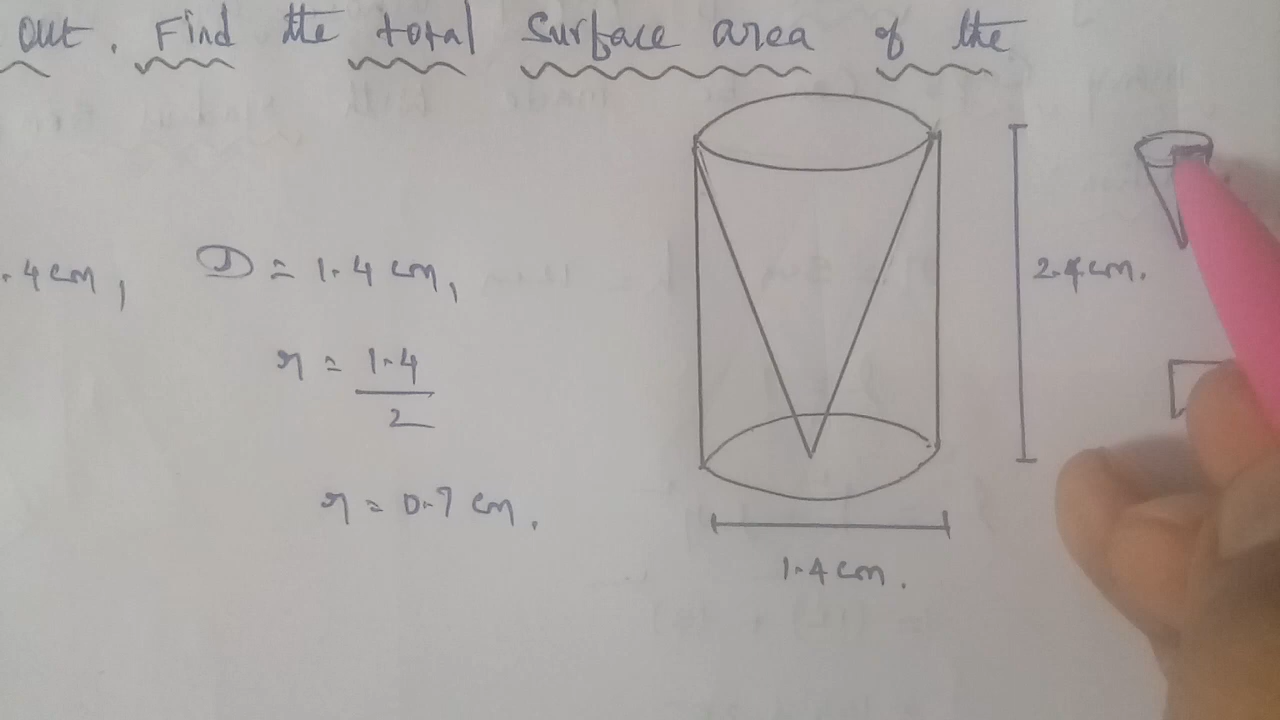 out. Find the total surface area of the
.4 cm, D = 1.4 cm,
r = 1.4
2
r = 0.7 cm.
2.4 cm.
1.4 cm.